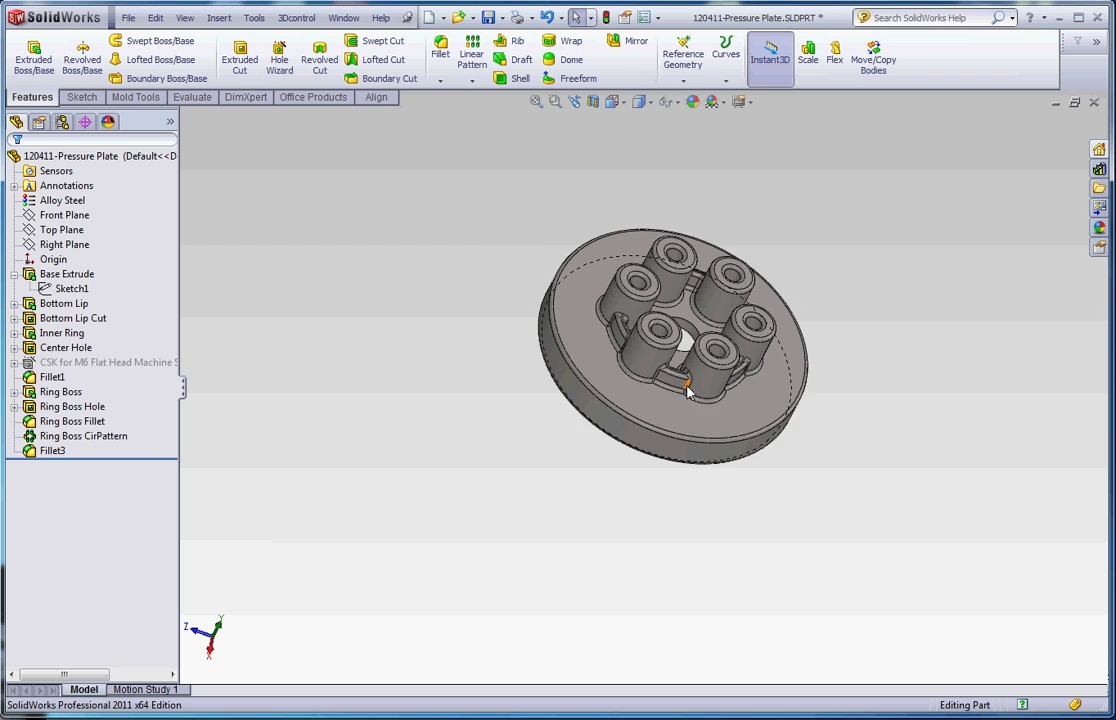 SolidWorks File Edit View Insert Tools 3Dcontrol Window Help 120411-Pressure Plate.SLDPRT * Search SolidWorks Help
Extruded Boss/Base
Revolved Boss/Base
Swept Boss/Base
Lofted Boss/Base
Boundary Boss/Base
Extruded Cut
Hole Wizard
Revolved Cut
Swept Cut
Lofted Cut
Boundary Cut
Fillet
Linear Pattern
Rib
Draft
Shell
Wrap
Dome
Freeform
Mirror
Reference Geometry
Curves
Instant3D
Scale
Flex
Move/Copy Bodies
Features Sketch Mold Tools Evaluate DimXpert Office Products Align
120411-Pressure Plate (Default<<D
Sensors
Annotations
Alloy Steel
Front Plane
Top Plane
Right Plane
Origin
Base Extrude
Sketch1
Bottom Lip
Bottom Lip Cut
Inner Ring
Center Hole
CSK for M6 Flat Head Machine S
Fillet1
Ring Boss
Ring Boss Hole
Ring Boss Fillet
Ring Boss CirPattern
Fillet3
Y
Z
X
Model Motion Study 1
SolidWorks Professional 2011 x64 Edition Editing Part